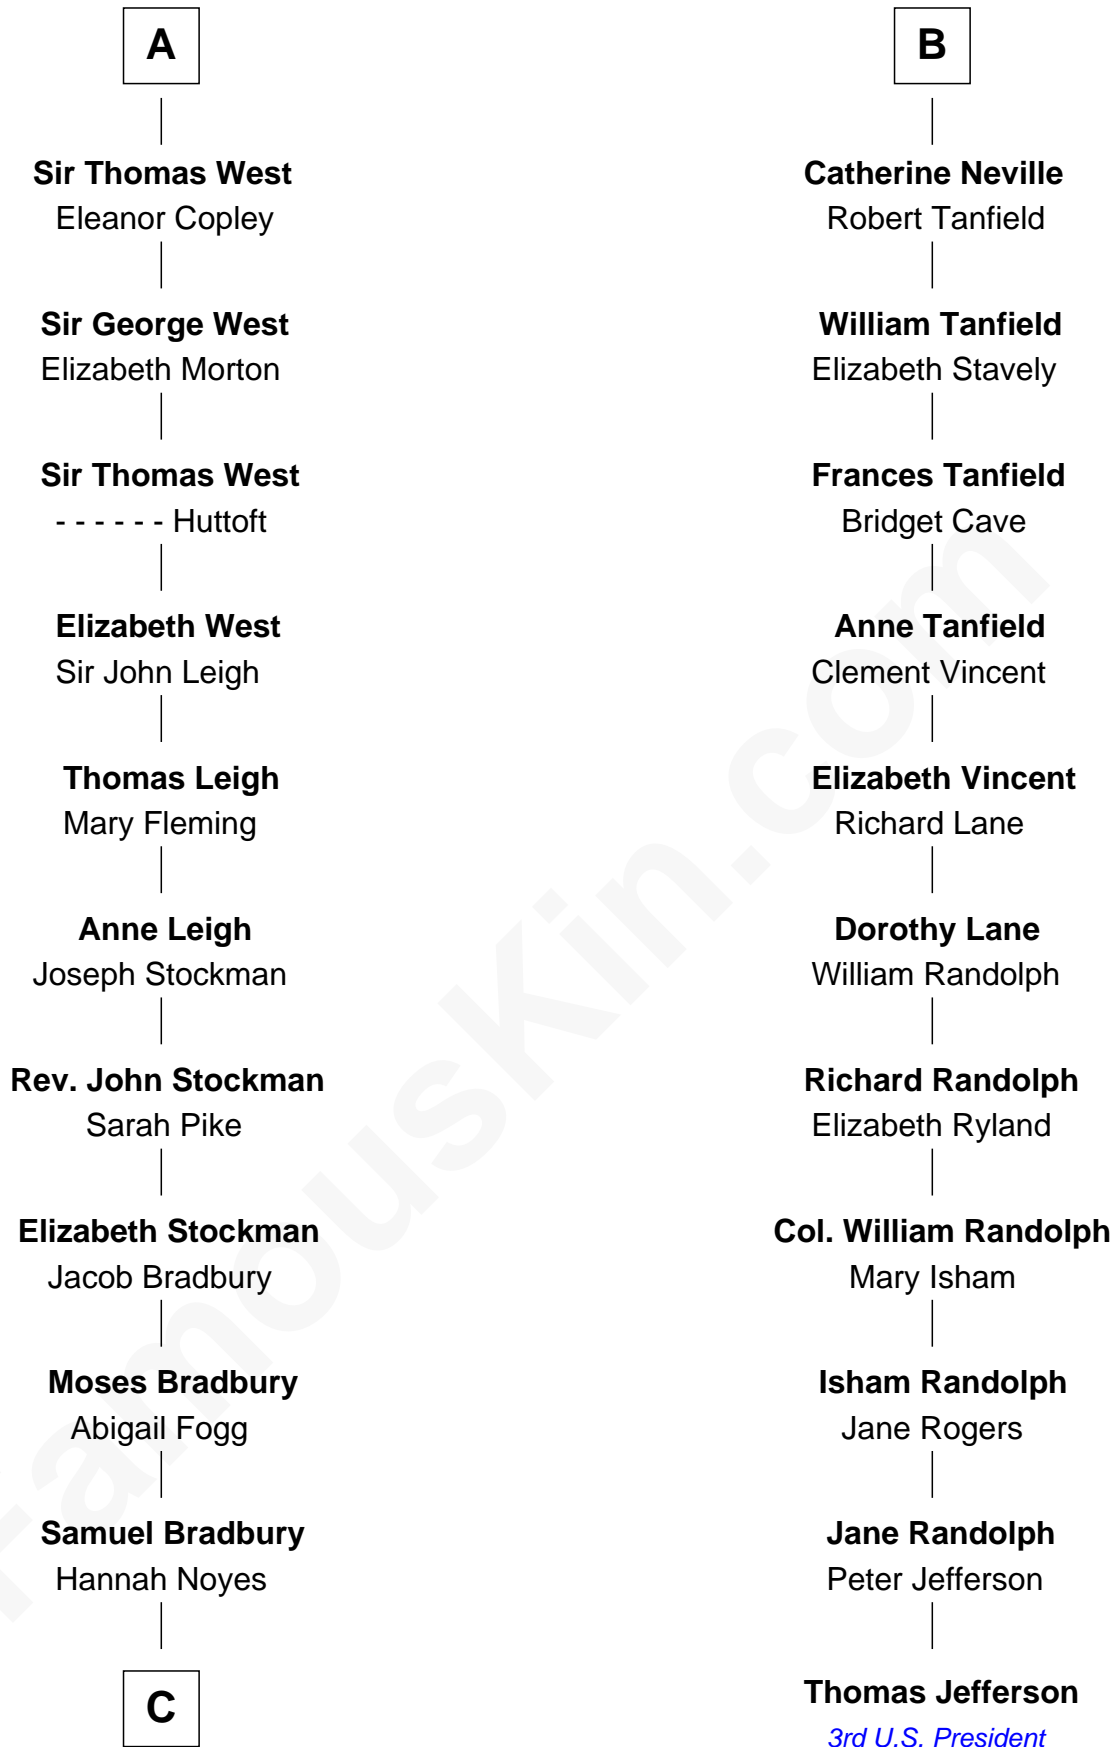 A
Sir Thomas West
Eleanor Copley
Sir George West
Elizabeth Morton
Sir Thomas West
- - - - - - Huttoft
Elizabeth West
Sir John Leigh
Thomas Leigh
Mary Fleming
Anne Leigh
Joseph Stockman
Rev. John Stockman
Sarah Pike
Elizabeth Stockman
Jacob Bradbury
Moses Bradbury
Abigail Fogg
Samuel Bradbury
Hannah Noyes
C
B
Catherine Neville
Robert Tanfield
William Tanfield
Elizabeth Stavely
Frances Tanfield
Bridget Cave
Anne Tanfield
Clement Vincent
Elizabeth Vincent
Richard Lane
Dorothy Lane
William Randolph
Richard Randolph
Elizabeth Ryland
Col. William Randolph
Mary Isham
Isham Randolph
Jane Rogers
Jane Randolph
Peter Jefferson
Thomas Jefferson
3rd U.S. President
FamousKin.com